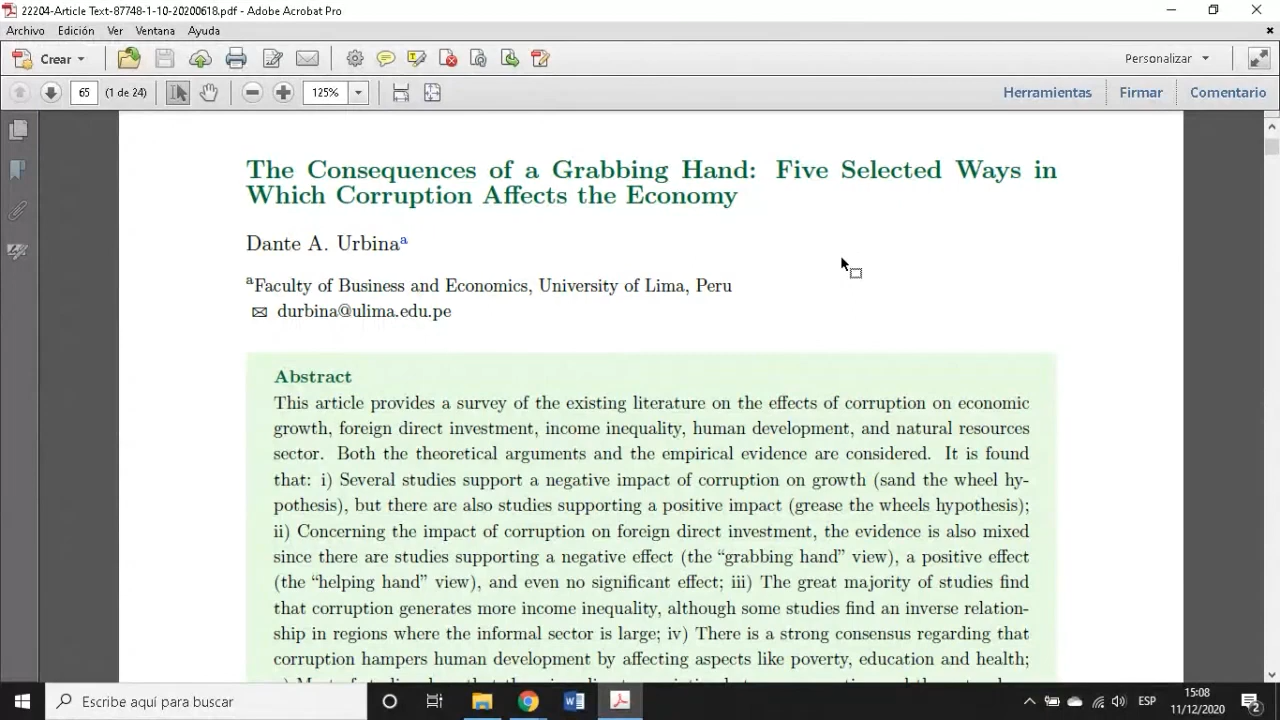 22204-Article Text-87748-1-10-20200618.pdf - Adobe Acrobat Pro
Archivo Edición Ver Ventana Ayuda
Crear
Personalizar
65 (1 de 24) 125%
Herramientas Firmar Comentario
The Consequences of a Grabbing Hand: Five Selected Ways in
Which Corruption Affects the Economy
Dante A. Urbinaa
aFaculty of Business and Economics, University of Lima, Peru
durbina@ulima.edu.pe
Abstract
This article provides a survey of the existing literature on the effects of corruption on economic
growth, foreign direct investment, income inequality, human development, and natural resources
sector. Both the theoretical arguments and the empirical evidence are considered. It is found
that: i) Several studies support a negative impact of corruption on growth (sand the wheel hy-
pothesis), but there are also studies supporting a positive impact (grease the wheels hypothesis);
ii) Concerning the impact of corruption on foreign direct investment, the evidence is also mixed
since there are studies supporting a negative effect (the “grabbing hand” view), a positive effect
(the “helping hand” view), and even no significant effect; iii) The great majority of studies find
that corruption generates more income inequality, although some studies find an inverse relation-
ship in regions where the informal sector is large; iv) There is a strong consensus regarding that
corruption hampers human development by affecting aspects like poverty, education and health;
Escribe aquí para buscar
ESP
15:08
11/12/2020
2